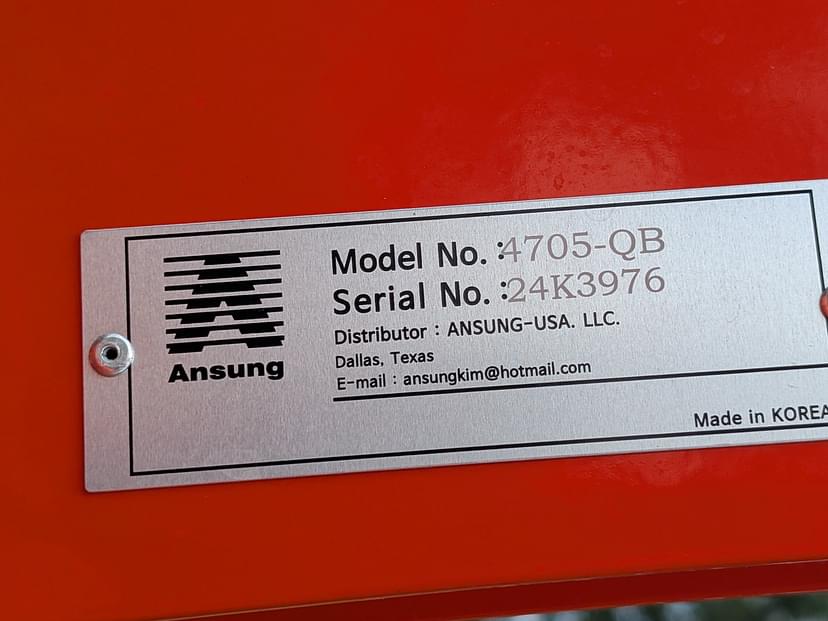 Ansung
Model No. :4705-QB
Serial No. :24K3976
Distributor : ANSUNG-USA. LLC.
Dallas, Texas
E-mail : ansungkim@hotmail.com
Made in KOREA